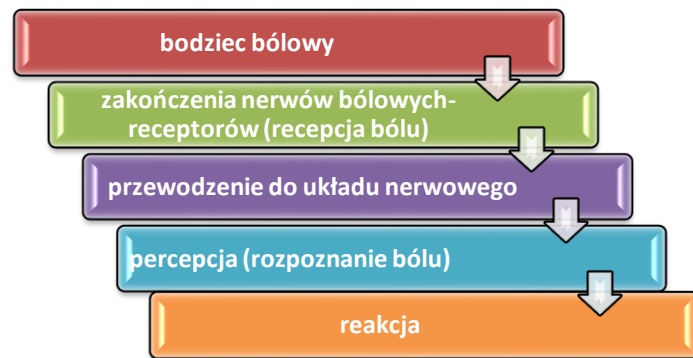 bodziec bólowy
zakończenia nerwów bólowych-
receptorów (recepcja bólu)
przewodzenie do układu nerwowego
percepcja (rozpoznanie bólu)
reakcja